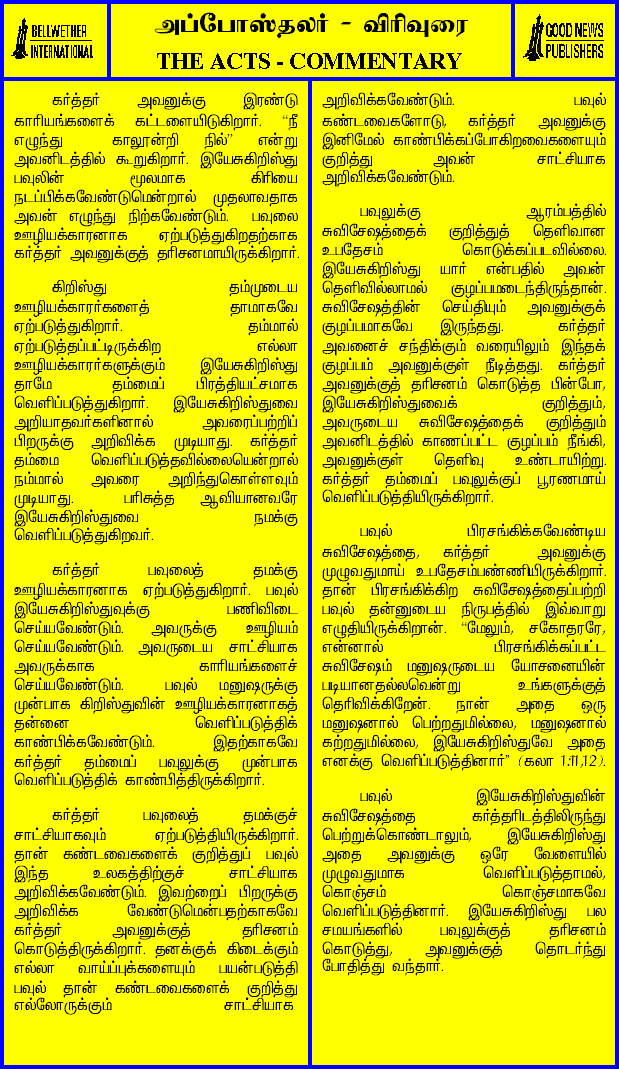 BELLWETHER
INTERNATIONAL
அப்போஸ்தலர் - விரிவுரை
THE ACTS - COMMENTARY
GOOD NEWS
PUBLISHERS
கர்த்தர் அவனுக்கு இரண்டு
காரியங்களைக் கட்டளையிடுகிறார். “நீ
எழுந்து காலூன்றி நில்” என்று
அவனிடத்தில் கூறுகிறார். இயேசுகிறிஸ்து
பவுலின் மூலமாக கிரியை
நடப்பிக்கவேண்டுமென்றால் முதலாவதாக
அவன் எழுந்து நிற்கவேண்டும். பவுலை
ஊழியக்காரனாக ஏற்படுத்துகிறதற்காக
கர்த்தர் அவனுக்குத் தரிசனமாயிருக்கிறார்.
கிறிஸ்து தம்முடைய
ஊழியக்காரர்களைத் தாமாகவே
ஏற்படுத்துகிறார். தம்மால்
ஏற்படுத்தப்பட்டிருக்கிற எல்லா
ஊழியக்காரர்களுக்கும் இயேசுகிறிஸ்து
தாமே தம்மைப் பிரத்தியட்சமாக
வெளிப்படுத்துகிறார். இயேசுகிறிஸ்துவை
அறியாதவர்களினால் அவரைப்பற்றிப்
பிறருக்கு அறிவிக்க முடியாது. கர்த்தர்
தம்மை வெளிப்படுத்தவில்லையென்றால்
நம்மால் அவரை அறிந்துகொள்ளவும்
முடியாது. பரிசுத்த ஆவியானவரே
இயேசுகிறிஸ்துவை நமக்கு
வெளிப்படுத்துகிறவர்.
கர்த்தர் பவுலைத் தமக்கு
ஊழியக்காரனாக ஏற்படுத்துகிறார். பவுல்
இயேசுகிறிஸ்துவுக்கு பணிவிடை
செய்யவேண்டும். அவருக்கு ஊழியம்
செய்யவேண்டும். அவருடைய சாட்சியாக
அவருக்காக காரியங்களைச்
செய்யவேண்டும். பவுல் மனுஷருக்கு
முன்பாக கிறிஸ்துவின் ஊழியக்காரனாகத்
தன்னை வெளிப்படுத்திக்
காண்பிக்கவேண்டும். இதற்காகவே
கர்த்தர் தம்மைப் பவுலுக்கு முன்பாக
வெளிப்படுத்திக் காண்பித்திருக்கிறார்.
கர்த்தர் பவுலைத் தமக்குச்
சாட்சியாகவும் ஏற்படுத்தியிருக்கிறார்.
தான் கண்டவைகளைக் குறித்துப் பவுல்
இந்த உலகத்திற்குச் சாட்சியாக
அறிவிக்கவேண்டும். இவற்றைப் பிறருக்கு
அறிவிக்க வேண்டுமென்பதற்காகவே
கர்த்தர் அவனுக்குத் தரிசனம்
கொடுத்திருக்கிறார். தனக்குக் கிடைக்கும்
எல்லா வாய்ப்புக்களையும் பயன்படுத்தி
பவுல் தான் கண்டவைகளைக் குறித்து
எல்லோருக்கும் சாட்சியாக
அறிவிக்கவேண்டும். பவுல்
கண்டவைகளோடு, கர்த்தர் அவனுக்கு
இனிமேல் காண்பிக்கப்போகிறவைகளையும்
குறித்து அவன் சாட்சியாக
அறிவிக்கவேண்டும்.
பவுலுக்கு ஆரம்பத்தில்
சுவிசேஷத்தைக் குறித்துத் தெளிவான
உபதேசம் கொடுக்கப்படவில்லை.
இயேசுகிறிஸ்து யார் என்பதில் அவன்
தெளிவில்லாமல் குழப்பமடைந்திருந்தான்.
சுவிசேஷத்தின் செய்தியும் அவனுக்குக்
குழப்பமாகவே இருந்தது. கர்த்தர்
அவனைச் சந்திக்கும் வரையிலும் இந்தக்
குழப்பம் அவனுக்குள் நீடித்தது. கர்த்தர்
அவனுக்குத் தரிசனம் கொடுத்த பின்போ,
இயேசுகிறிஸ்துவைக் குறித்தும்,
அவருடைய சுவிசேஷத்தைக் குறித்தும்
அவனிடத்தில் காணப்பட்ட குழப்பம் நீங்கி,
அவனுக்குள் தெளிவு உண்டாயிற்று.
கர்த்தர் தம்மைப் பவுலுக்குப் பூரணமாய்
வெளிப்படுத்தியிருக்கிறார்.
பவுல் பிரசங்கிக்கவேண்டிய
சுவிசேஷத்தை, கர்த்தர் அவனுக்கு
முழுவதுமாய் உபதேசம்பண்ணியிருக்கிறார்.
தான் பிரசங்கிக்கிற சுவிசேஷத்தைப்பற்றி
பவுல் தன்னுடைய நிருபத்தில் இவ்வாறு
எழுதியிருக்கிறான். “மேலும், சகோதரரே,
என்னால் பிரசங்கிக்கப்பட்ட
சுவிசேஷம் மனுஷருடைய யோசனையின்
படியானதல்லவென்று உங்களுக்குத்
தெரிவிக்கிறேன். நான் அதை ஒரு
மனுஷனால் பெற்றதுமில்லை, மனுஷனால்
கற்றதுமில்லை, இயேசுகிறிஸ்துவே அதை
எனக்கு வெளிப்படுத்தினார்” (கலா 1:11,12).
பவுல் இயேசுகிறிஸ்துவின்
சுவிசேஷத்தை கர்த்தரிடத்திலிருந்து
பெற்றுக்கொண்டாலும், இயேசுகிறிஸ்து
அதை அவனுக்கு ஒரே வேளையில்
முழுவதுமாக வெளிப்படுத்தாமல்,
கொஞ்சம் கொஞ்சமாகவே
வெளிப்படுத்தினார். இயேசுகிறிஸ்து பல
சமயங்களில் பவுலுக்குத் தரிசனம்
கொடுத்து, அவனுக்குத் தொடர்ந்து
போதித்து வந்தார்.